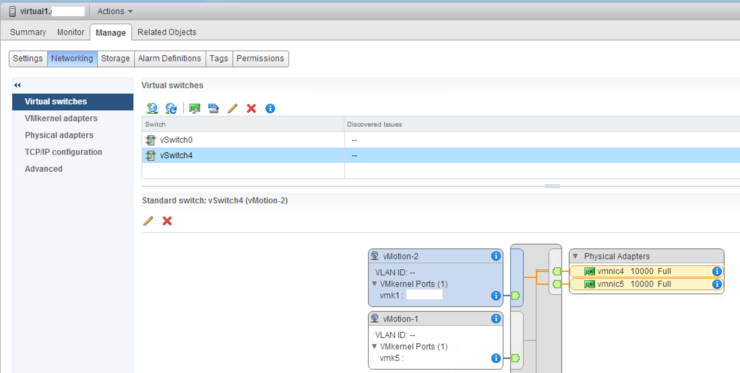 virtual1. Actions
Summary Monitor Manage Related Objects
Settings Networking Storage Alarm Definitions Tags Permissions
Virtual switches
VMkernel adapters
Physical adapters
TCP/IP configuration
Advanced
Virtual switches
Switch Discovered Issues
vSwitch0 --
vSwitch4 --
Standard switch: vSwitch4 (vMotion-2)
vMotion-2
VLAN ID: --
VMkernel Ports (1)
vmk1 :
vMotion-1
VLAN ID: --
VMkernel Ports (1)
vmk5 :
Physical Adapters
vmnic4 10000 Full
vmnic5 10000 Full